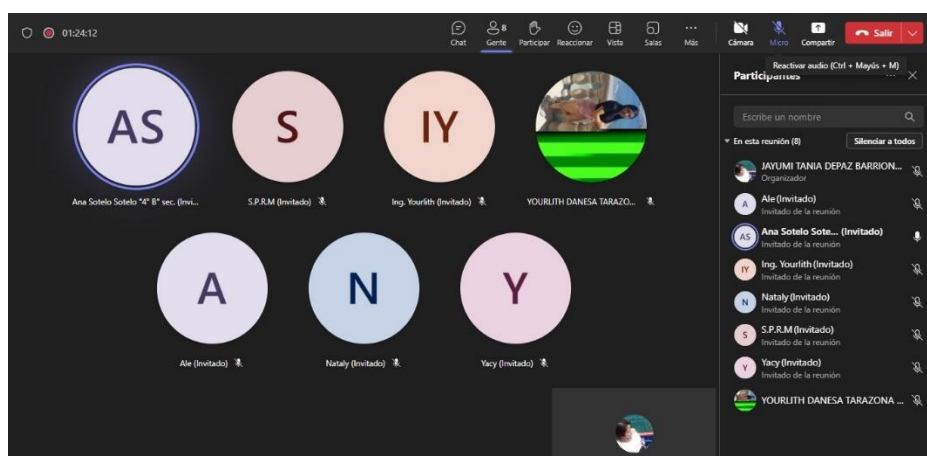 01:24:12
8
Chat Gente Participar Reaccionar Vista Salas Más Cámara Micro Compartir Salir
Reactivar audio (Ctrl + Mayús + M)
Participantes
Escribe un nombre
En esta reunión (8) Silenciar a todos
JAYUMI TANIA DEPAZ BARRION...
Organizador
A Ale (Invitado)
Invitado de la reunión
AS Ana Sotelo Sote... (Invitado)
Invitado de la reunión
IY Ing. Yourlith (Invitado)
Invitado de la reunión
N Nataly (Invitado)
Invitado de la reunión
S S.P.R.M (Invitado)
Invitado de la reunión
Y Yacy (Invitado)
Invitado de la reunión
YOURLITH DANESA TARAZONA ...
AS S IY
Ana Sotelo Sotelo "4° B" sec. (Invi... S.P.R.M (Invitado) Ing. Yourlith (Invitado) YOURLITH DANESA TARAZO...
A N Y
Ale (Invitado) Nataly (Invitado) Yacy (Invitado)